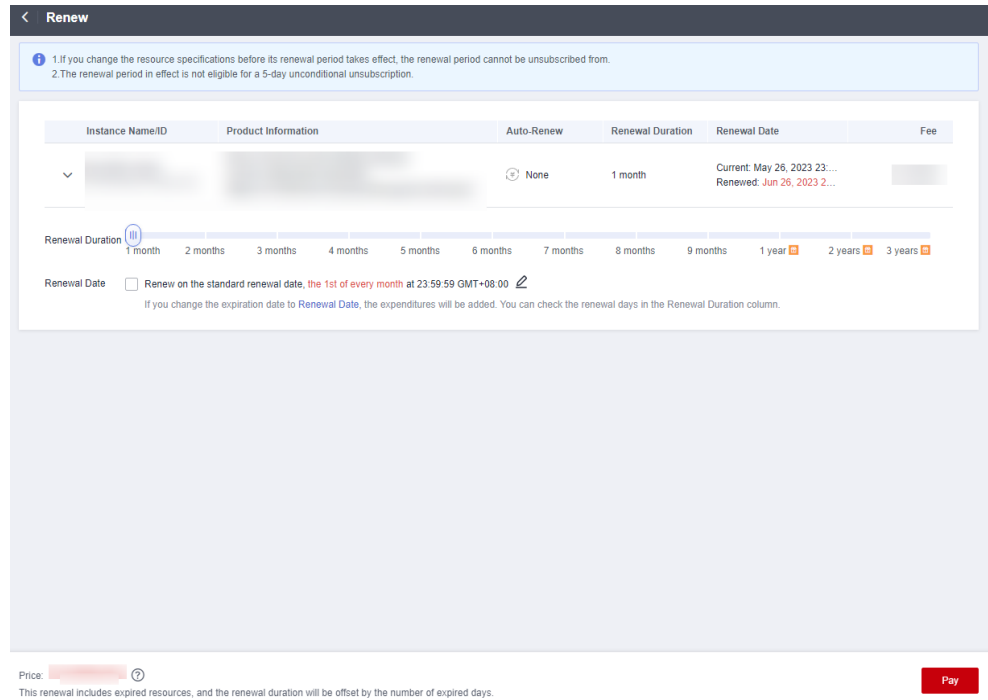 Renew
1.If you change the resource specifications before its renewal period takes effect, the renewal period cannot be unsubscribed from.
2.The renewal period in effect is not eligible for a 5-day unconditional unsubscription.
Instance Name/ID Product Information Auto-Renew Renewal Duration Renewal Date Fee
None 1 month Current: May 26, 2023 23:...
Renewed: Jun 26, 2023 2...
Renewal Duration
1 month 2 months 3 months 4 months 5 months 6 months 7 months 8 months 9 months 1 year 2 years 3 years
Renewal Date Renew on the standard renewal date, the 1st of every month at 23:59:59 GMT+08:00
If you change the expiration date to Renewal Date, the expenditures will be added. You can check the renewal days in the Renewal Duration column.
Price:
Pay
This renewal includes expired resources, and the renewal duration will be offset by the number of expired days.